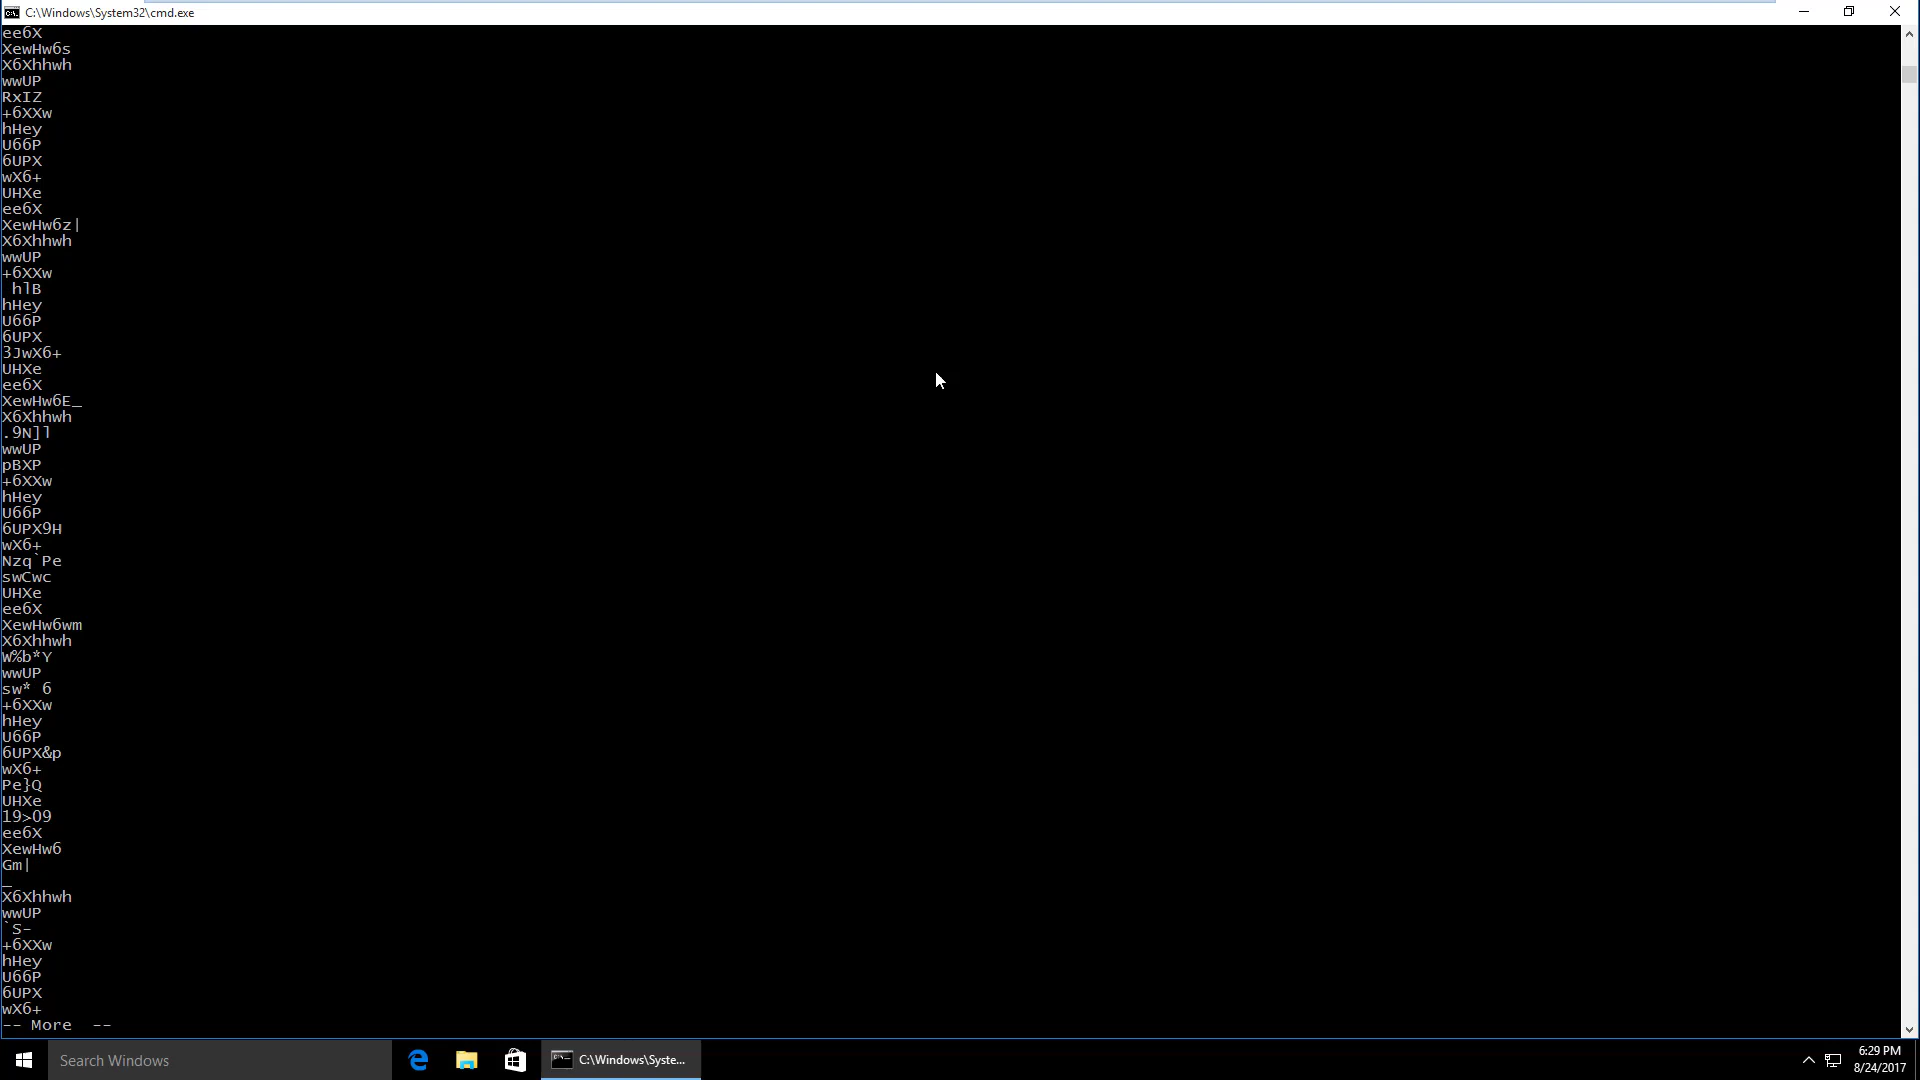 C:\Windows\System32\cmd.exe
ee6X
XewHw6s
X6Xhhwh
wwUP
RxIZ
+6XXw
hHey
U66P
6UPX
wX6+
UHXe
ee6X
XewHw6z|
X6Xhhwh
wwUP
+6XXw
 hlB
hHey
U66P
6UPX
3JwX6+
UHXe
ee6X
XewHw6E_
X6Xhhwh
.9N]l
wwUP
pBXP
+6XXw
hHey
U66P
6UPX9H
wX6+
Nzq`Pe
swCwc
UHXe
ee6X
XewHw6wm
X6Xhhwh
W%b*Y
wwUP
sw* 6
+6XXw
hHey
U66P
6UPX&p
wX6+
Pe}Q
UHXe
19>O9
ee6X
XewHw6
Gm|
_
X6Xhhwh
wwUP
`S-
+6XXw
hHey
U66P
6UPX
wX6+
-- More  --
Search Windows
C:\Windows\Syste...
6:29 PM
8/24/2017